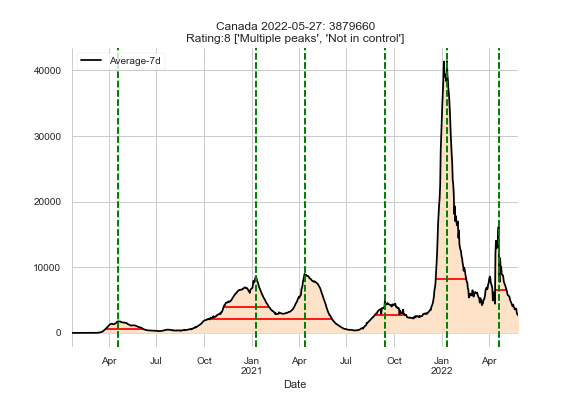 Canada 2022-05-27: 3879660
Rating:8 ['Multiple peaks', 'Not in control']
Average-7d
40000
30000
20000
10000
0
Apr Jul Oct Jan Apr Jul Oct Jan Apr
2021 2022
Date